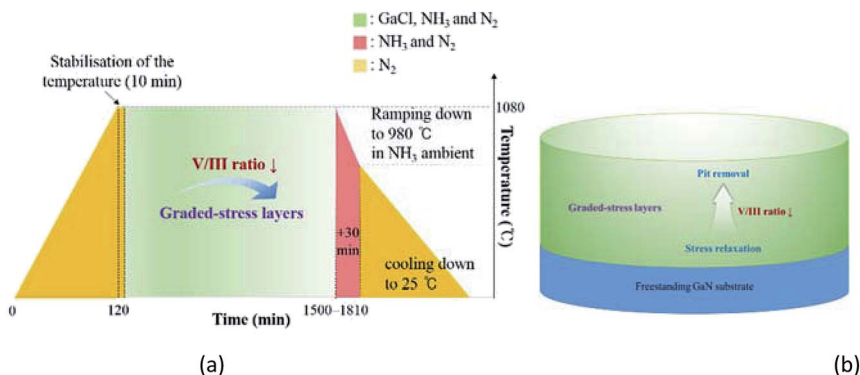 : GaCl, NH₃ and N₂
: NH₃ and N₂
: N₂
Stabilisation of the
temperature (10 min)
1080
Ramping down
to 980 ℃
in NH₃ ambient
Temperature (℃)
V/III ratio ↓
Graded-stress layers
+30
min
cooling down
to 25 ℃
0
120
Time (min)
1500–1810
(a)
Pit removal
Graded-stress layers
V/III ratio ↓
Stress relaxation
Freestanding GaN substrate
(b)